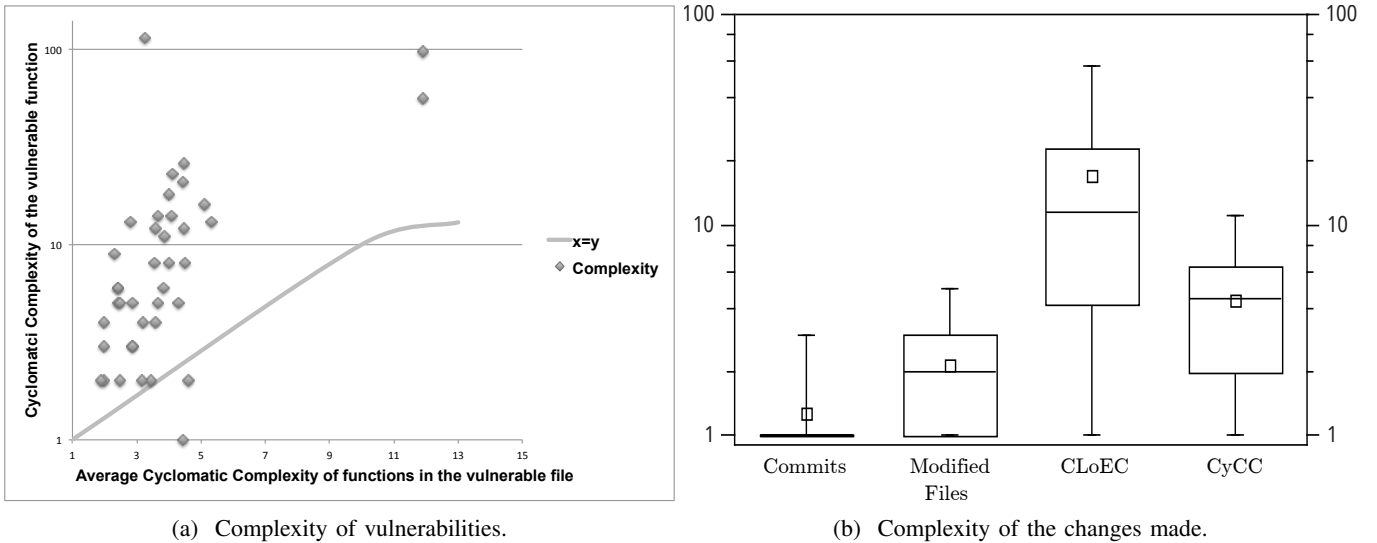 Cyclomatci Complexity of the vulnerable function
100
10
1
1 3 5 7 9 11 13 15
Average Cyclomatic Complexity of functions in the vulnerable file
x=y
Complexity
(a) Complexity of vulnerabilities.
100
10
1
100
10
1
Commits
Modified
Files
CLoEC
CyCC
(b) Complexity of the changes made.